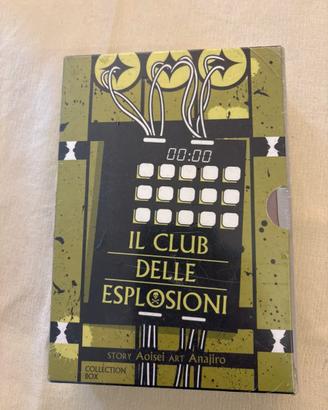 00:00
IL CLUB
DELLE
ESPLOSIONI
STORY Aoisei ART Anajiro
COLLECTION
BOX